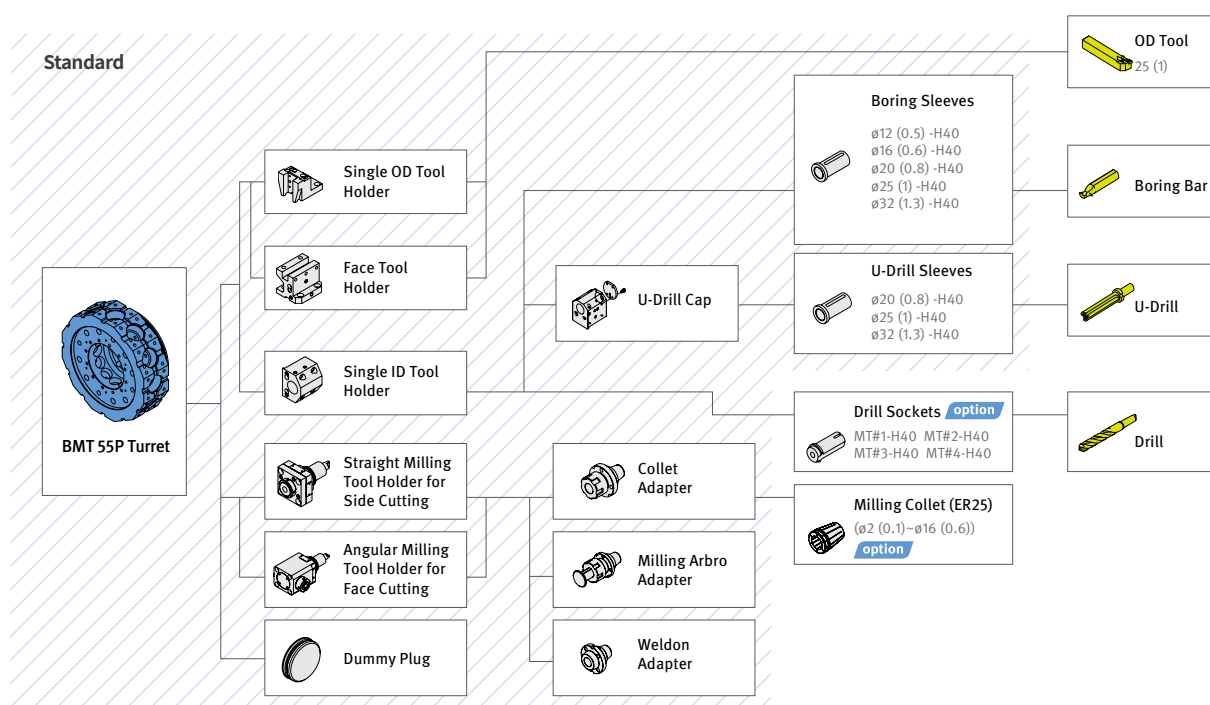 Standard
BMT 55P Turret
Single OD Tool
Holder
Face Tool
Holder
Single ID Tool
Holder
Straight Milling
Tool Holder for
Side Cutting
Angular Milling
Tool Holder for
Face Cutting
Dummy Plug
U-Drill Cap
Collet
Adapter
Milling Arbro
Adapter
Weldon
Adapter
Boring Sleeves
ø12 (0.5) -H40
ø16 (0.6) -H40
ø20 (0.8) -H40
ø25 (1) -H40
ø32 (1.3) -H40
U-Drill Sleeves
ø20 (0.8) -H40
ø25 (1) -H40
ø32 (1.3) -H40
Drill Sockets option
MT#1-H40 MT#2-H40
MT#3-H40 MT#4-H40
Milling Collet (ER25)
(ø2 (0.1)~ø16 (0.6))
option
OD Tool
25 (1)
Boring Bar
U-Drill
Drill